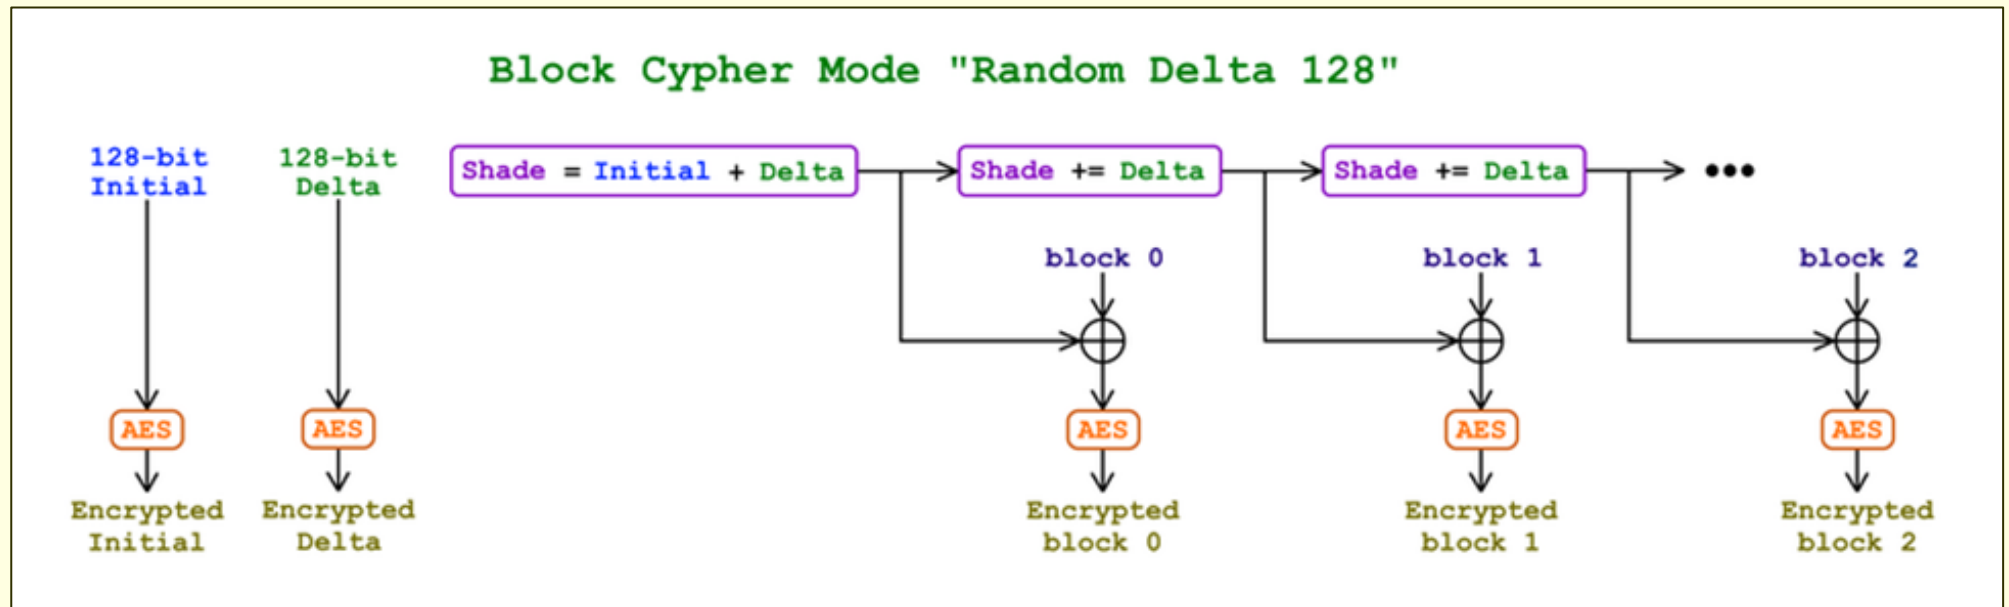 Block Cypher Mode "Random Delta 128"
128-bit
Initial
128-bit
Delta
Shade = Initial + Delta
Shade += Delta
Shade += Delta
block 0
block 1
block 2
AES
AES
AES
AES
AES
Encrypted
Initial
Encrypted
Delta
Encrypted
block 0
Encrypted
block 1
Encrypted
block 2